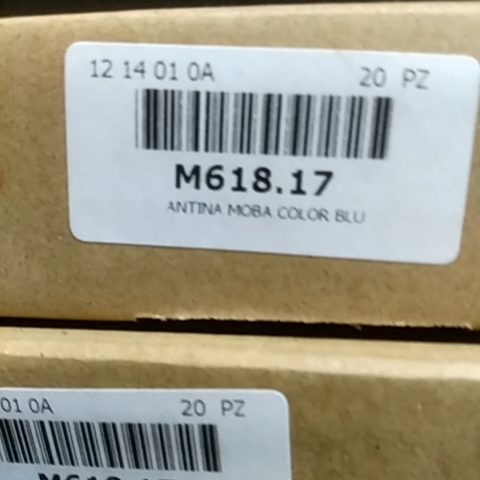 12 14 01 0A 20 PZ
M618.17
ANTINA MOBA COLOR BLU
01 0A 20 PZ